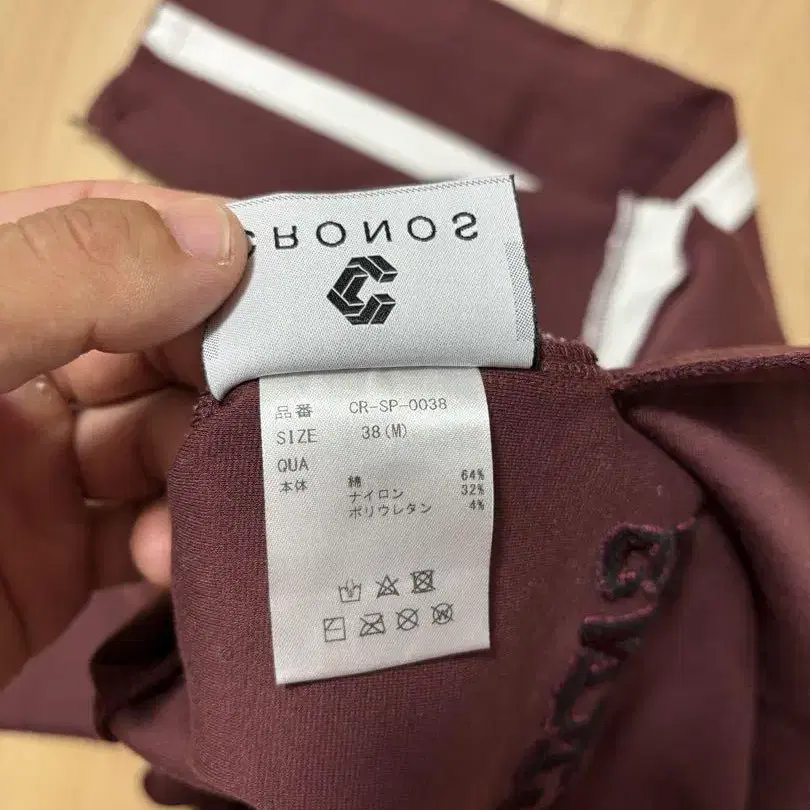 CRONOS
品番 CR-SP-0038
SIZE 38(M)
QUA
本体 綿 64%
ナイロン 32%
ポリウレタン 4%